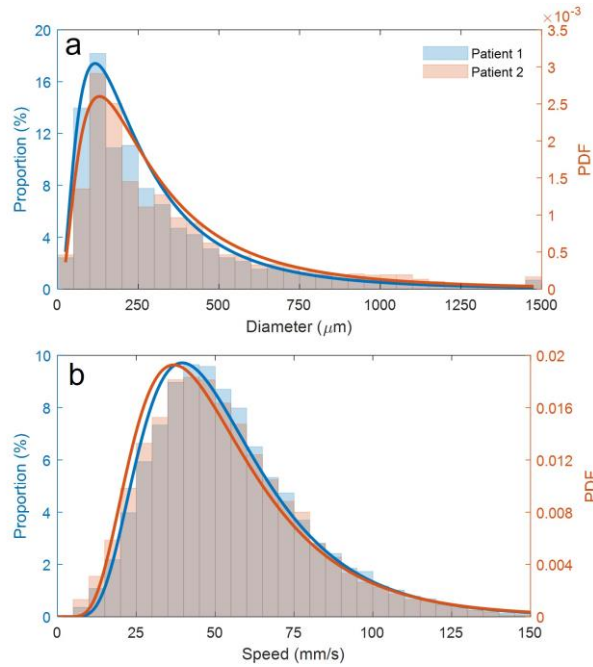 ×10⁻³
a
Patient 1
Patient 2
Proportion (%)
20
16
12
8
4
0
3.5
3
2.5
2
1.5
1
0.5
0
PDF
0 250 500 750 1000 1250 1500
Diameter (μm)
b
Proportion (%)
10
8
6
4
2
0
0.02
0.016
0.012
0.008
0.004
0
PDF
0 25 50 75 100 125 150
Speed (mm/s)